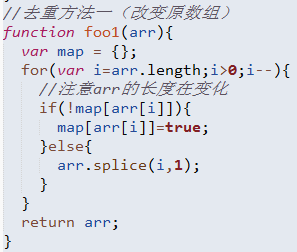 //去重方法一（改变原数组）
function foo1(arr){
  var map = {};
  for(var i=arr.length;i>0;i--){
    //注意arr的长度在变化
    if(!map[arr[i]]){
      map[arr[i]]=true;
    }else{
      arr.splice(i,1);
    }
  }
  return arr;
}